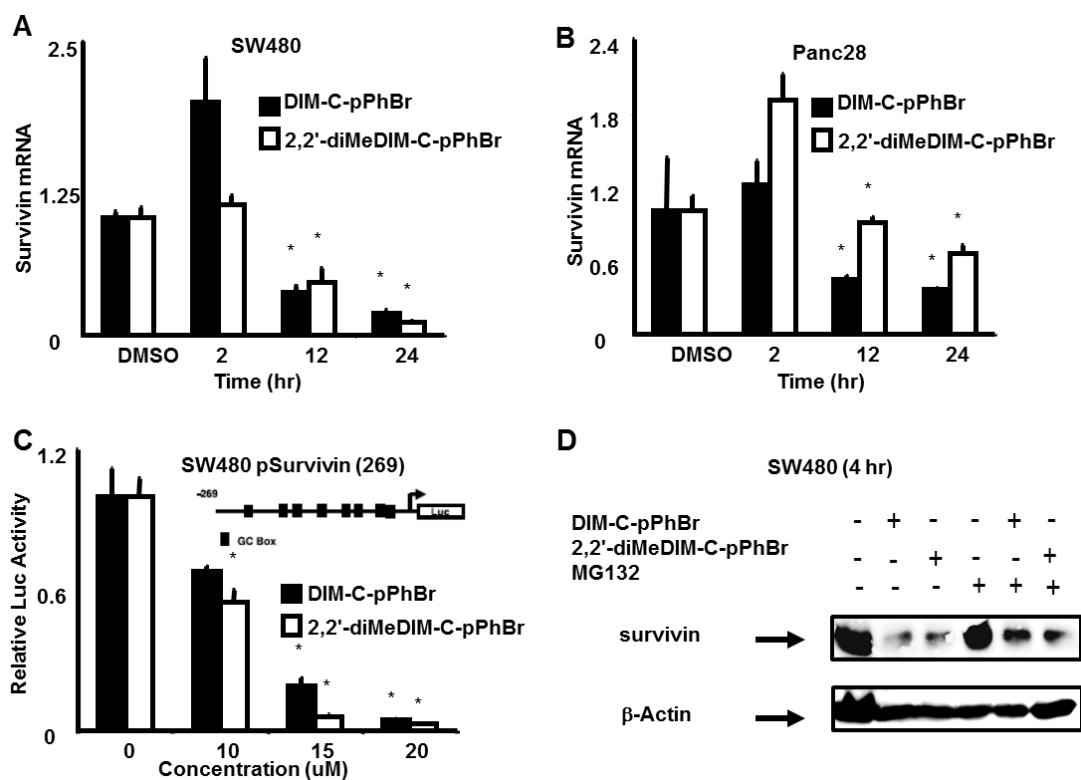 A
SW480
2.5
1.25
0
Survivin mRNA
DIM-C-pPhBr
2,2'-diMeDIM-C-pPhBr
* * * *
DMSO 2 12 24
Time (hr)
B
Panc28
2.4
1.8
1.2
0.6
0
Survivin mRNA
DIM-C-pPhBr
2,2'-diMeDIM-C-pPhBr
* * * *
DMSO 2 12 24
Time (hr)
C
SW480 pSurvivin (269)
1.2
0.6
0
Relative Luc Activity
-269
Luc
GC Box
DIM-C-pPhBr
2,2'-diMeDIM-C-pPhBr
* * * * *
0 10 15 20
Concentration (uM)
D
SW480 (4 hr)
DIM-C-pPhBr - + - - + -
2,2'-diMeDIM-C-pPhBr - - + - - +
MG132 - - - + + +
survivin
β-Actin